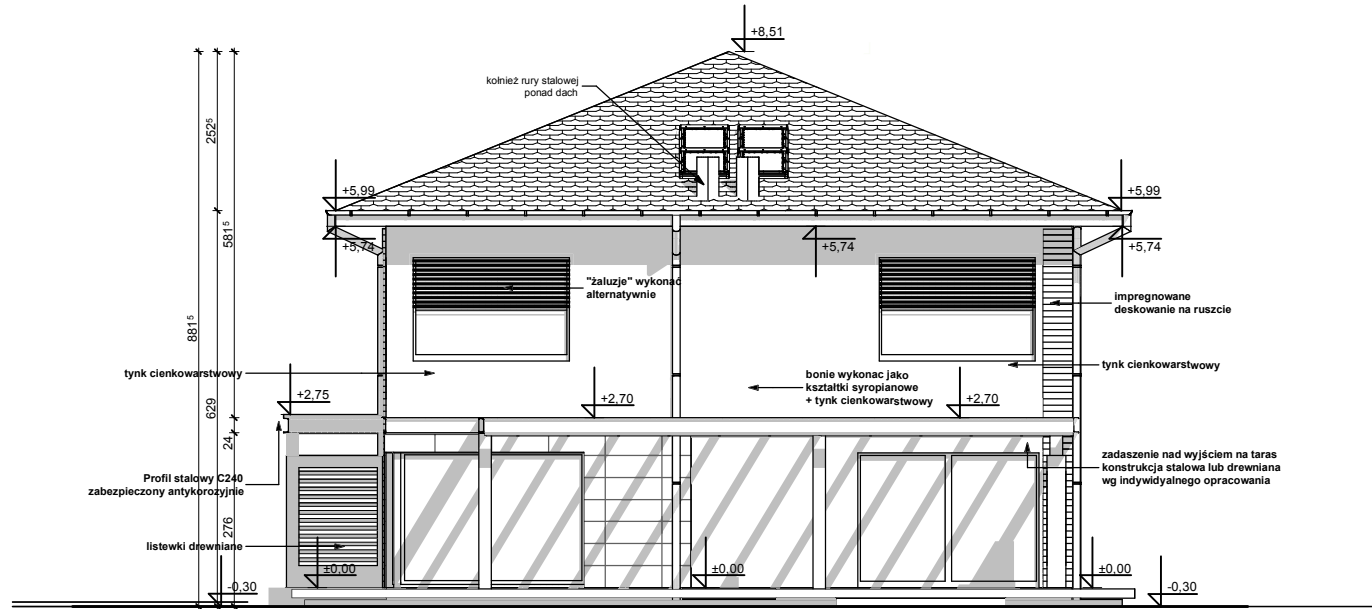 +8,51
kołnież rury stalowej
ponad dach
252⁵
+5,99
+5,99
+5,74
+5,74
+5,74
581⁵
"żaluzje" wykonać
alternatywnie
impregnowane
deskowanie na ruszcie
881⁵
tynk cienkowarstwowy
bonie wykonac jako
kształtki syropianowe
+ tynk cienkowarstwowy
tynk cienkowarstwowy
629
+2,75
+2,70
+2,70
24
Profil stalowy C240
zabezpieczony antykorozyjnie
zadaszenie nad wyjściem na taras
konstrukcja stalowa lub drewniana
wg indywidyalnego opracowania
276
listewki drewniane
±0,00
±0,00
±0,00
-0,30
-0,30